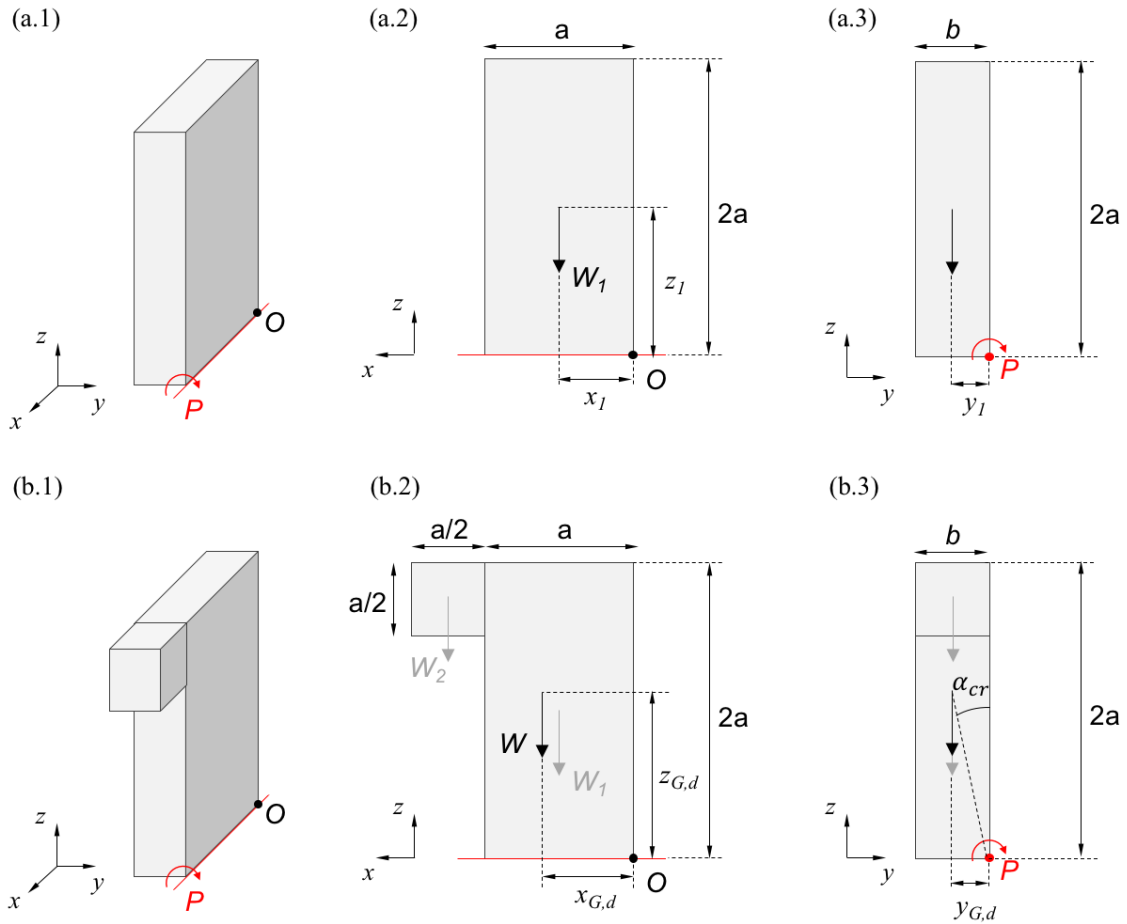 (a.1)
z
x
y
P
O
(a.2)
a
2a
W1
z1
z
x
x1
O
(a.3)
b
2a
z
y
P
y1
(b.1)
z
x
y
P
O
(b.2)
a/2
a
a/2
W2
2a
W
W1
zG,d
z
x
xG,d
O
(b.3)
b
αcr
2a
z
y
P
yG,d